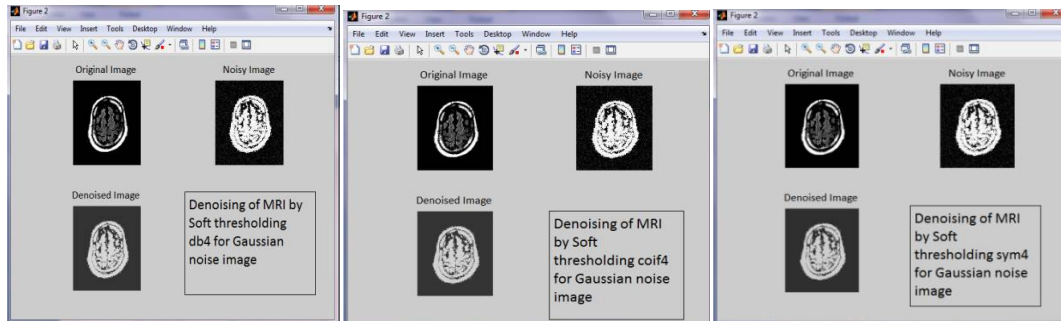 Figure 2
File Edit View Insert Tools Desktop Window Help
Original Image Noisy Image
Denoised Image
Denoising of MRI by
Soft thresholding
db4 for Gaussian
noise image
Figure 2
File Edit View Insert Tools Desktop Window Help
Original Image Noisy Image
Denoised Image
Denoising of MRI
by Soft
thresholding coif4
for Gaussian noise
image
Figure 2
File Edit View Insert Tools Desktop Window Help
Original Image Noisy Image
Denoised Image
Denoising of MRI
by Soft
thresholding sym4
for Gaussian noise
image